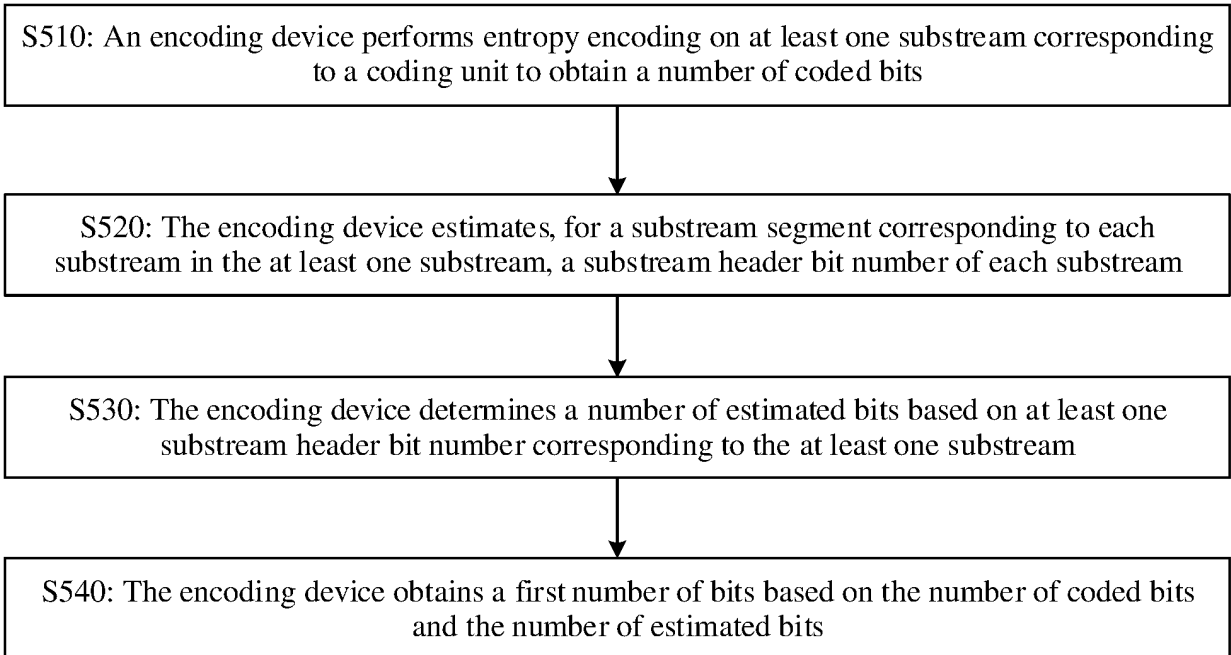 S510: An encoding device performs entropy encoding on at least one substream corresponding
to a coding unit to obtain a number of coded bits
S520: The encoding device estimates, for a substream segment corresponding to each
substream in the at least one substream, a substream header bit number of each substream
S530: The encoding device determines a number of estimated bits based on at least one
substream header bit number corresponding to the at least one substream
S540: The encoding device obtains a first number of bits based on the number of coded bits
and the number of estimated bits